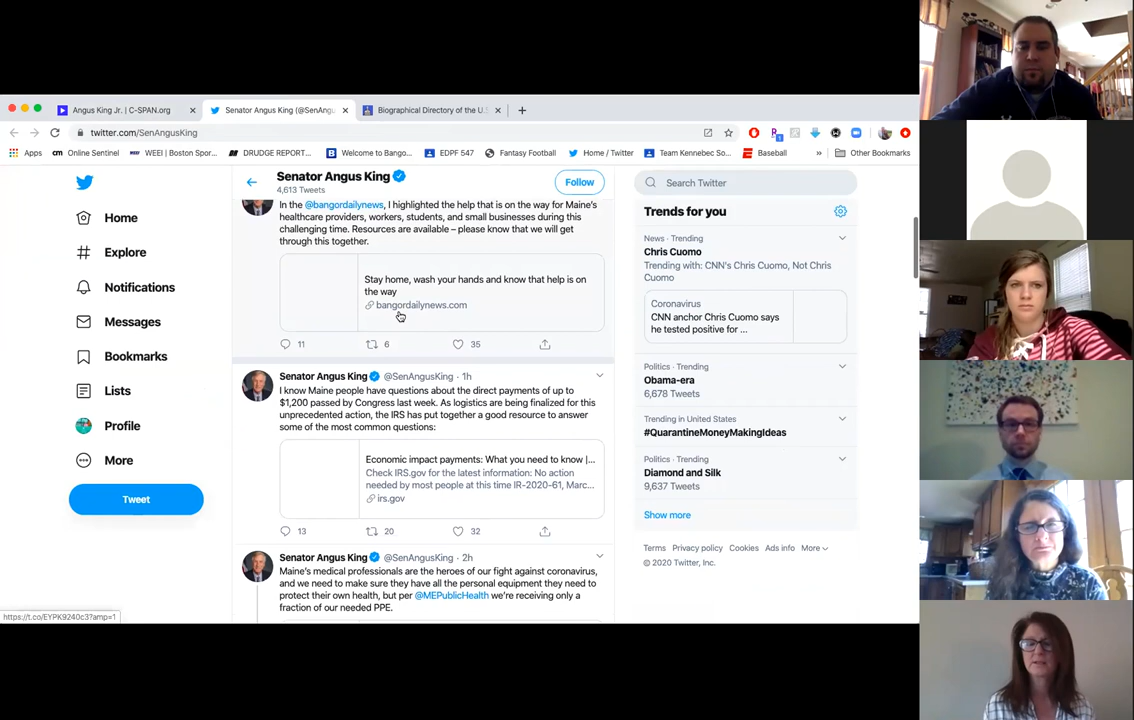 Angus King Jr. | C-SPAN.org
Senator Angus King (@SenAngu
Biographical Directory of the U.S
twitter.com/SenAngusKing
Apps
Online Sentinel
WEEI | Boston Spor...
DRUDGE REPORT...
Welcome to Bango...
EDPF 547
Fantasy Football
Home / Twitter
Team Kennebec So...
Baseball
»
Other Bookmarks
Home
Explore
Notifications
Messages
Bookmarks
Lists
Profile
More
Tweet
Senator Angus King
4,613 Tweets
Follow
In the @bangordailynews, I highlighted the help that is on the way for Maine's
healthcare providers, workers, students, and small businesses during this
challenging time. Resources are available – please know that we will get
through this together.
Stay home, wash your hands and know that help is on
the way
bangordailynews.com
11 6 35
Senator Angus King @SenAngusKing · 1h
I know Maine people have questions about the direct payments of up to
$1,200 passed by Congress last week. As logistics are being finalized for this
unprecedented action, the IRS has put together a good resource to answer
some of the most common questions:
Economic impact payments: What you need to know |...
Check IRS.gov for the latest information: No action
needed by most people at this time IR-2020-61, Marc...
irs.gov
13 20 32
Senator Angus King @SenAngusKing · 2h
Maine's medical professionals are the heroes of our fight against coronavirus,
and we need to make sure they have all the personal equipment they need to
protect their own health, but per @MEPublicHealth we're receiving only a
fraction of our needed PPE.
Search Twitter
Trends for you
News · Trending
Chris Cuomo
Trending with: CNN's Chris Cuomo, Not Chris
Cuomo
Coronavirus
CNN anchor Chris Cuomo says
he tested positive for ...
Politics · Trending
Obama-era
6,678 Tweets
Trending in United States
#QuarantineMoneyMakingIdeas
Politics · Trending
Diamond and Silk
9,637 Tweets
Show more
Terms Privacy policy Cookies Ads info More
© 2020 Twitter, Inc.
https://t.co/EYPK9240c3?amp=1